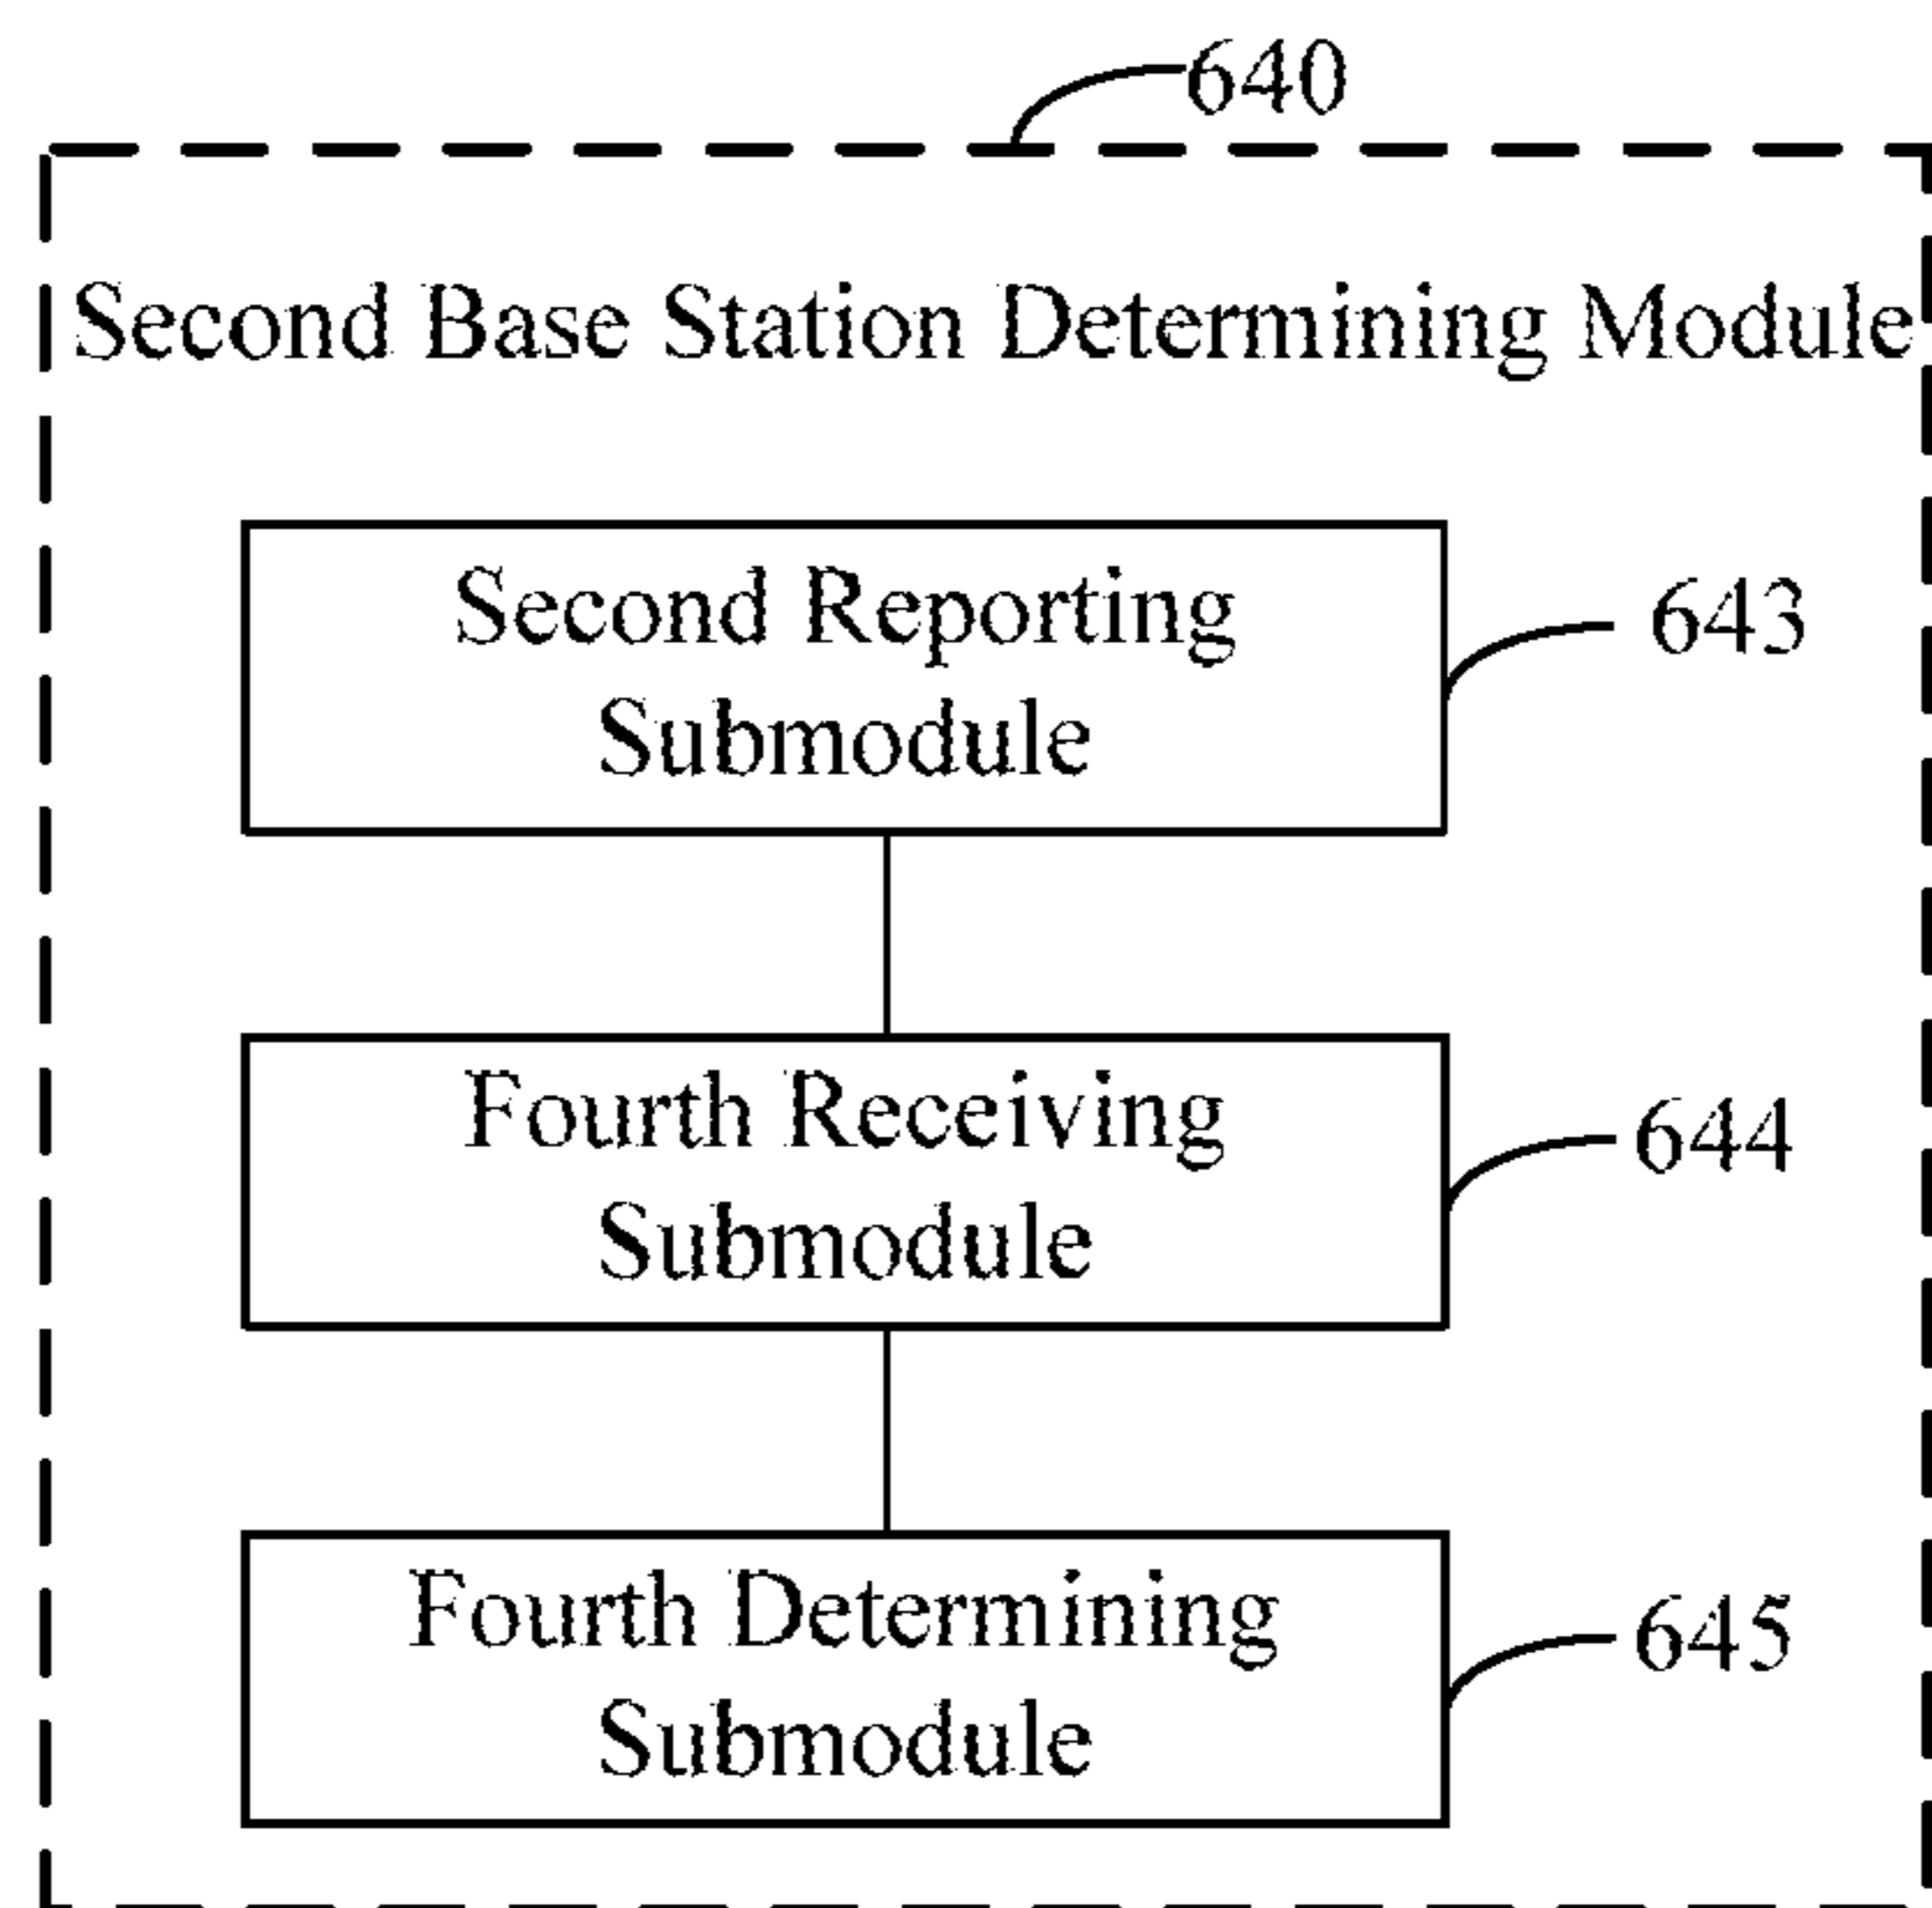 640
Second Base Station Determining Module
Second Reporting
Submodule
643
Fourth Receiving
Submodule
644
Fourth Determining
Submodule
645